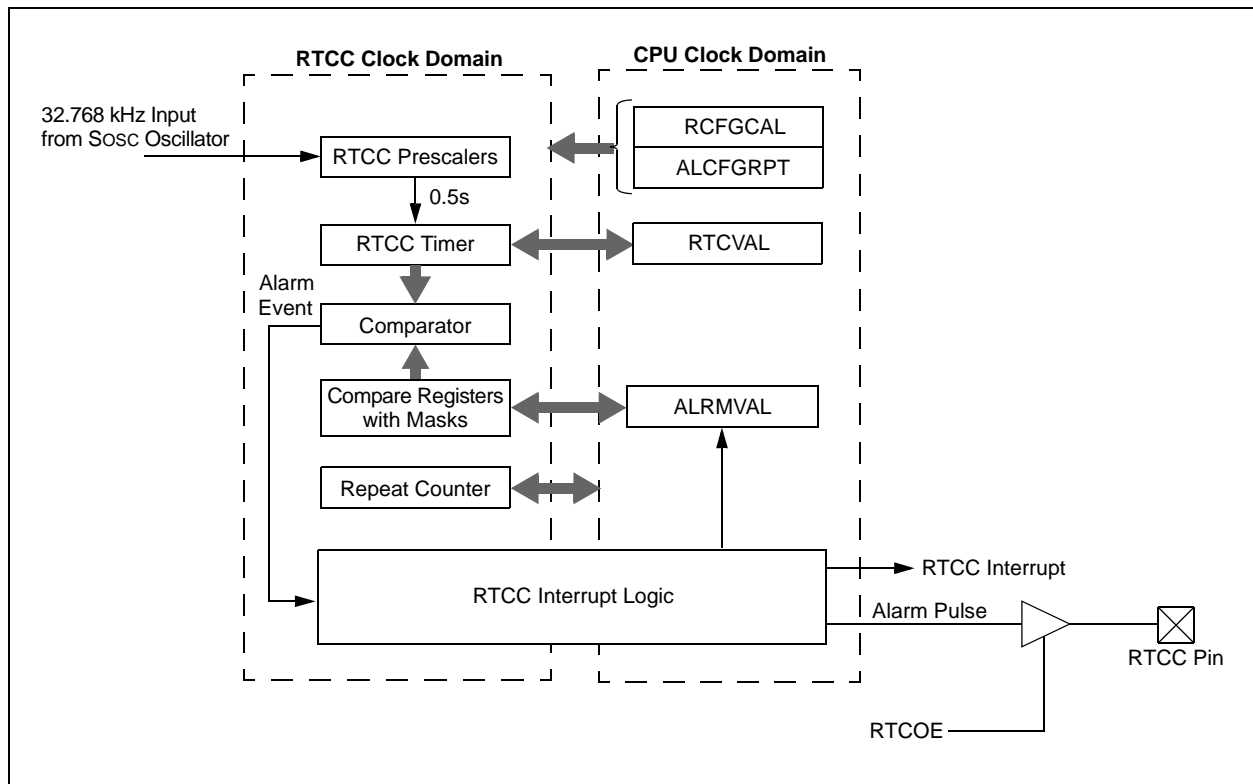 RTCC Clock Domain
CPU Clock Domain
32.768 kHz Input
from SOSC Oscillator
RCFGCAL
ALCFGRPT
RTCC Prescalers
0.5s
RTCC Timer
RTCVAL
Alarm
Event
Comparator
Compare Registers
with Masks
ALRMVAL
Repeat Counter
RTCC Interrupt Logic
RTCC Interrupt
Alarm Pulse
RTCC Pin
RTCOE